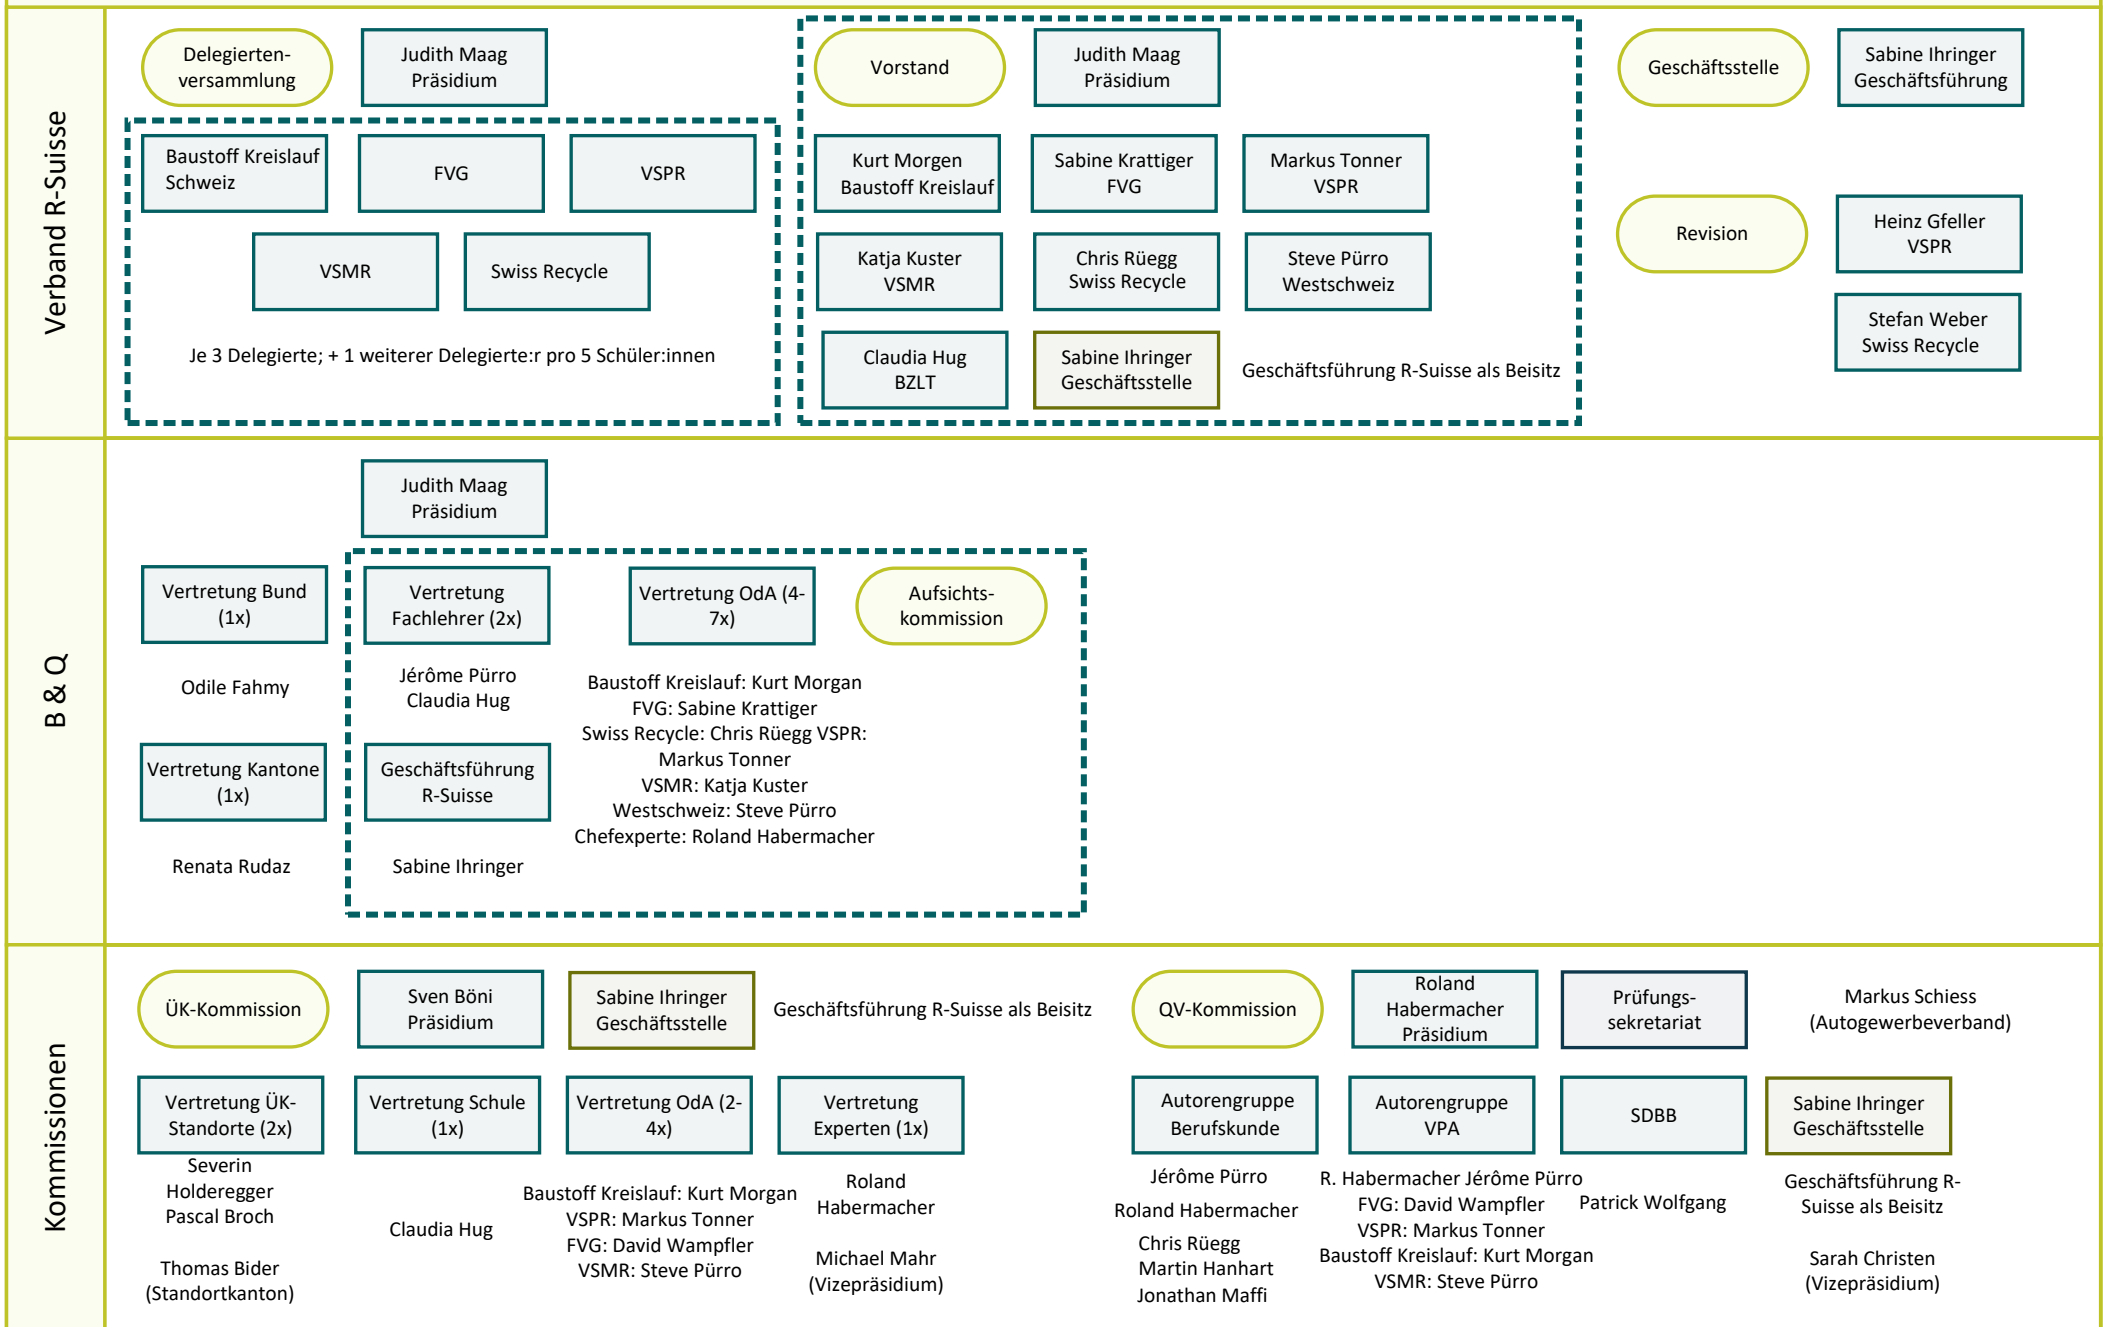 Verband R-Suisse
Delegierten-
versammlung
Judith Maag
Präsidium
Baustoff Kreislauf
Schweiz
FVG
VSPR
VSMR
Swiss Recycle
Je 3 Delegierte; + 1 weiterer Delegierte:r pro 5 Schüler:innen
Vorstand
Judith Maag
Präsidium
Kurt Morgen
Baustoff Kreislauf
Sabine Krattiger
FVG
Markus Tonner
VSPR
Katja Kuster
VSMR
Chris Rüegg
Swiss Recycle
Steve Pürro
Westschweiz
Claudia Hug
BZLT
Sabine Ihringer
Geschäftsstelle
Geschäftsführung R-Suisse als Beisitz
Geschäftsstelle
Sabine Ihringer
Geschäftsführung
Revision
Heinz Gfeller
VSPR
Stefan Weber
Swiss Recycle
B & Q
Judith Maag
Präsidium
Vertretung Bund
(1x)
Odile Fahmy
Vertretung Kantone
(1x)
Renata Rudaz
Vertretung
Fachlehrer (2x)
Jérôme Pürro
Claudia Hug
Geschäftsführung
R-Suisse
Sabine Ihringer
Vertretung OdA (4-
7x)
Baustoff Kreislauf: Kurt Morgan
FVG: Sabine Krattiger
Swiss Recycle: Chris Rüegg VSPR:
Markus Tonner
VSMR: Katja Kuster
Westschweiz: Steve Pürro
Chefexperte: Roland Habermacher
Aufsichts-
kommission
Kommissionen
ÜK-Kommission
Sven Böni
Präsidium
Sabine Ihringer
Geschäftsstelle
Geschäftsführung R-Suisse als Beisitz
Vertretung ÜK-
Standorte (2x)
Severin
Holderegger
Pascal Broch
Thomas Bider
(Standortkanton)
Vertretung Schule
(1x)
Claudia Hug
Vertretung OdA (2-
4x)
Baustoff Kreislauf: Kurt Morgan
VSPR: Markus Tonner
FVG: David Wampfler
VSMR: Steve Pürro
Vertretung
Experten (1x)
Roland
Habermacher
Michael Mahr
(Vizepräsidium)
QV-Kommission
Roland
Habermacher
Präsidium
Prüfungs-
sekretariat
Markus Schiess
(Autogewerbeverband)
Autorengruppe
Berufskunde
Jérôme Pürro
Roland Habermacher
Chris Rüegg
Martin Hanhart
Jonathan Maffi
Autorengruppe
VPA
R. Habermacher Jérôme Pürro
FVG: David Wampfler
VSPR: Markus Tonner
Baustoff Kreislauf: Kurt Morgan
VSMR: Steve Pürro
SDBB
Patrick Wolfgang
Sabine Ihringer
Geschäftsstelle
Geschäftsführung R-
Suisse als Beisitz
Sarah Christen
(Vizepräsidium)